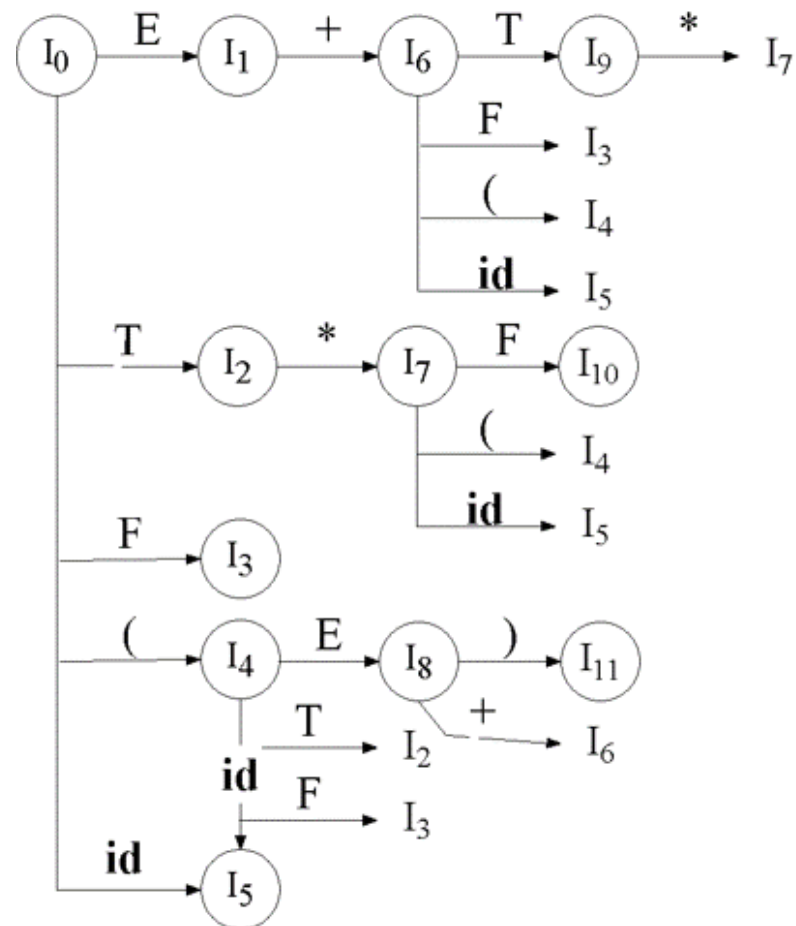 I0 E I1 + I6 T I9 * I7
F I3
( I4
id I5
T I2 * I7 F I10
( I4
id I5
F I3
( I4 E I8 ) I11
T I2 + I6
id
F I3
id I5